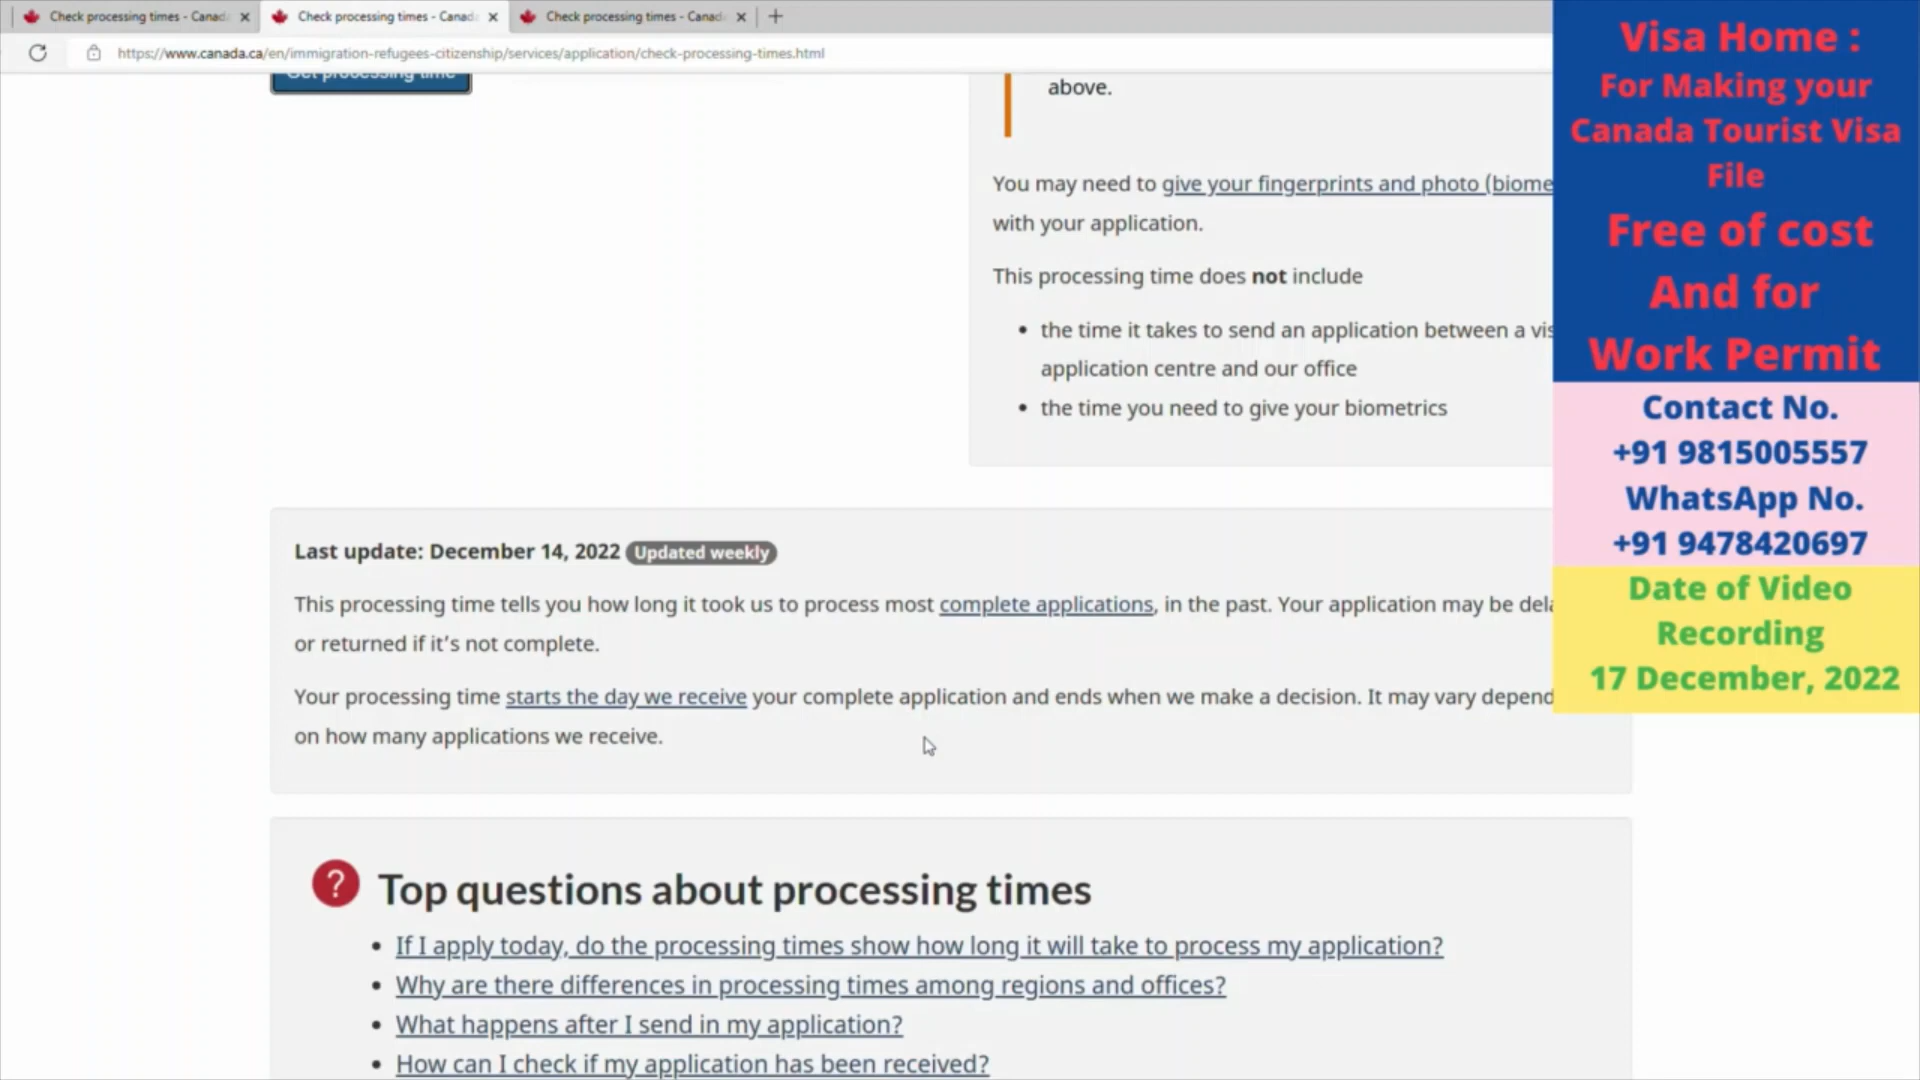 Check processing times - Canad
Check processing times - Canad
Check processing times - Canad
https://www.canada.ca/en/immigration-refugees-citizenship/services/application/check-processing-times.html
Get processing time
above.
You may need to give your fingerprints and photo (biome
with your application.
This processing time does not include
• the time it takes to send an application between a vis
application centre and our office
• the time you need to give your biometrics
Last update: December 14, 2022 Updated weekly
This processing time tells you how long it took us to process most complete applications, in the past. Your application may be dela
or returned if it’s not complete.
Your processing time starts the day we receive your complete application and ends when we make a decision. It may vary depend
on how many applications we receive.
? Top questions about processing times
• If I apply today, do the processing times show how long it will take to process my application?
• Why are there differences in processing times among regions and offices?
• What happens after I send in my application?
• How can I check if my application has been received?
Visa Home :
For Making your
Canada Tourist Visa
File
Free of cost
And for
Work Permit
Contact No.
+91 9815005557
WhatsApp No.
+91 9478420697
Date of Video
Recording
17 December, 2022